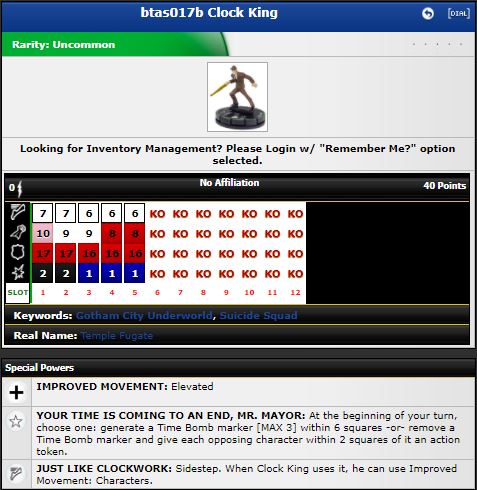 btas017b Clock King
[DIAL]
Rarity: Uncommon
Looking for Inventory Management? Please Login w/ "Remember Me?" option
selected.
0 No Affiliation 40 Points
7 7 6 6 6 KO KO KO KO KO KO KO
10 9 9 8 8 KO KO KO KO KO KO KO
17 17 16 16 16 KO KO KO KO KO KO KO
2 2 1 1 1 KO KO KO KO KO KO KO
SLOT 1 2 3 4 5 6 7 8 9 10 11 12
Keywords: Gotham City Underworld, Suicide Squad
Real Name: Temple Fugate
Special Powers
IMPROVED MOVEMENT: Elevated
YOUR TIME IS COMING TO AN END, MR. MAYOR: At the beginning of your turn,
choose one: generate a Time Bomb marker [MAX 3] within 6 squares -or- remove a
Time Bomb marker and give each opposing character within 2 squares of it an action
token.
JUST LIKE CLOCKWORK: Sidestep. When Clock King uses it, he can use Improved
Movement: Characters.